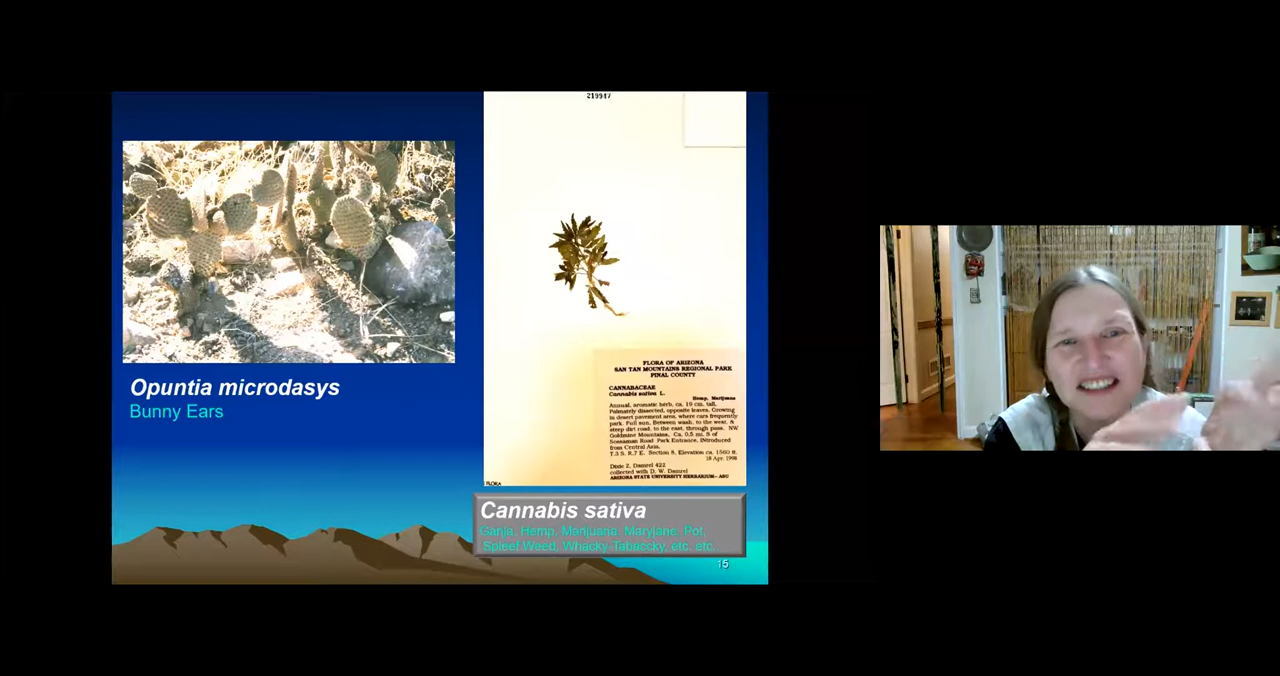 219947
Opuntia microdasys
Bunny Ears
FLORA OF ARIZONA
SAN TAN MOUNTAINS REGIONAL PARK
PINAL COUNTY
CANNABACEAE
Cannabis sativa L.
Hemp, Marijuana
Annual, aromatic herb, ca. 10 cm. tall.
Palmately dissected, opposite leaves. Growing
in desert pavement area, where cars frequently
park. Full sun. Between wash, to the west, &
steep dirt road, to the east, through pass. NW
Goldmine Mountains, Ca. 0.5 mi. S of
Sossaman Road Park Entrance. INtroduced
from Central Asia.
T.3 S. R.7 E. Section 8. Elevation ca. 1560 ft.
18 Apr. 1998
Dixie Z. Damrel 422
collected with D. W. Damrel
ARIZONA STATE UNIVERSITY HERBARIUM- ASU
FLORA
Cannabis sativa
Ganja, Hemp, Marijuana, Maryjane, Pot,
Spleef Weed, Whacky Tabaccky, etc. etc.
15